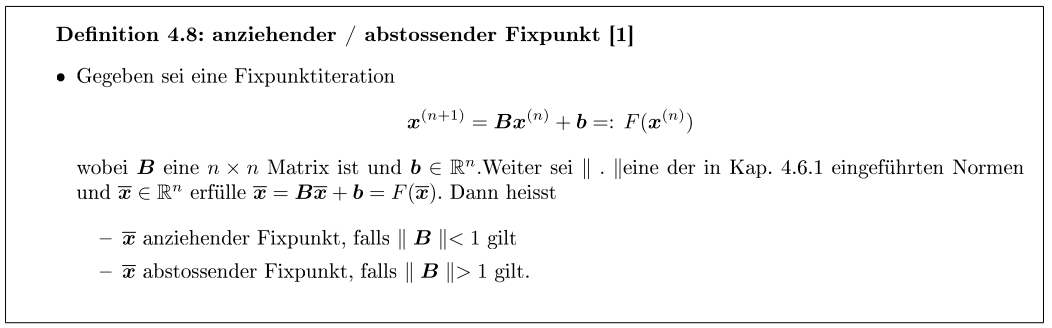 Definition 4.8: anziehender / abstossender Fixpunkt [1]
• Gegeben sei eine Fixpunktiteration
x^(n+1) = Bx^(n) + b =: F(x^(n))
wobei B eine n × n Matrix ist und b ∈ ℝ^n.Weiter sei ‖ . ‖eine der in Kap. 4.6.1 eingeführten Normen
und x̄ ∈ ℝ^n erfülle x̄ = Bx̄ + b = F(x̄). Dann heisst
– x̄ anziehender Fixpunkt, falls ‖ B ‖< 1 gilt
– x̄ abstossender Fixpunkt, falls ‖ B ‖> 1 gilt.